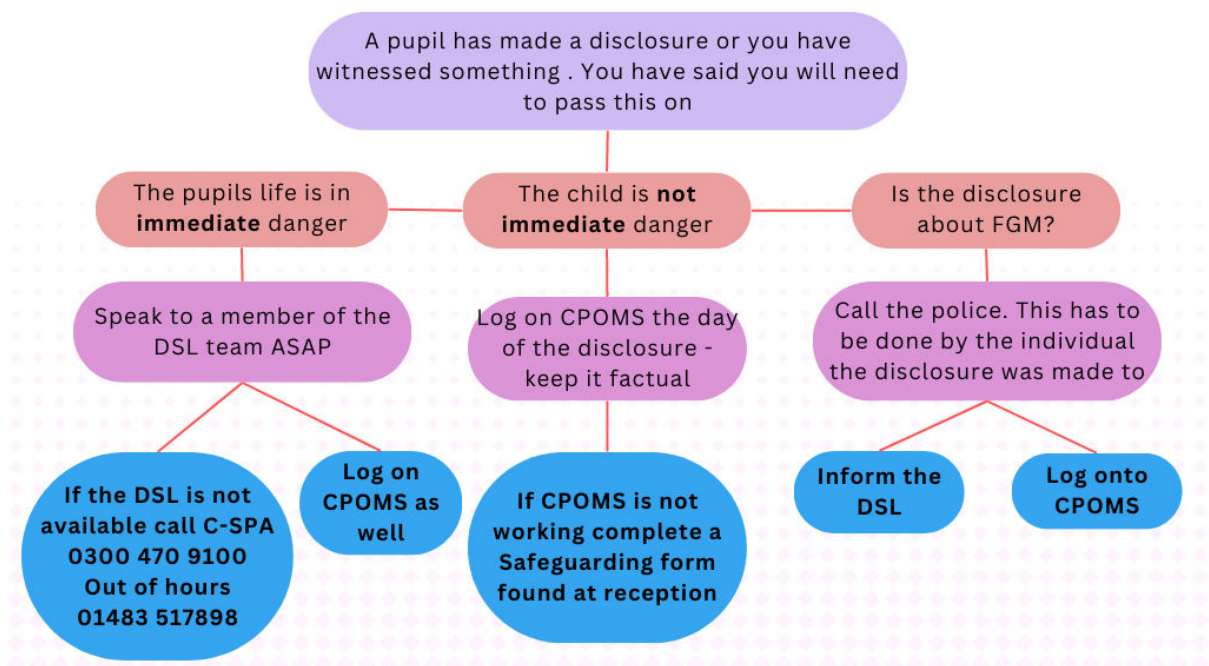 A pupil has made a disclosure or you have
witnessed something . You have said you will need
to pass this on
The pupils life is in
immediate danger
The child is not
immediate danger
Is the disclosure
about FGM?
Speak to a member of the
DSL team ASAP
Log on CPOMS the day
of the disclosure -
keep it factual
Call the police. This has to
be done by the individual
the disclosure was made to
If the DSL is not
available call C-SPA
0300 470 9100
Out of hours
01483 517898
Log on
CPOMS as
well
If CPOMS is not
working complete a
Safeguarding form
found at reception
Inform the
DSL
Log onto
CPOMS